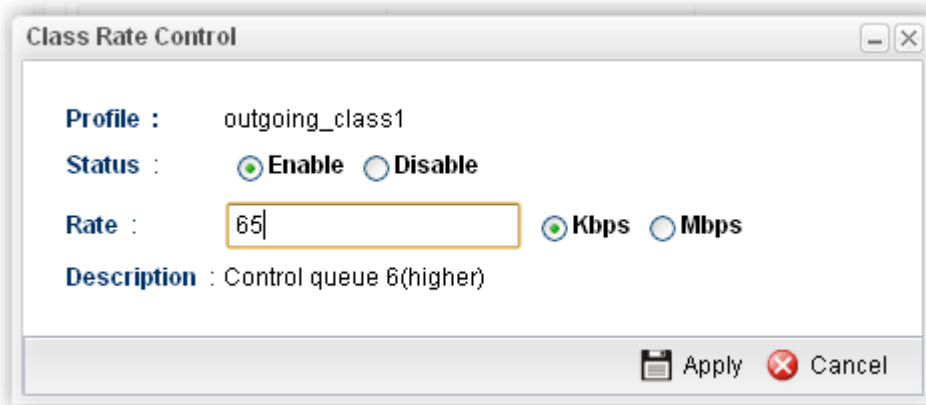 Class Rate Control
Profile : outgoing_class1
Status : Enable Disable
Rate : 65 Kbps Mbps
Description : Control queue 6(higher)
Apply Cancel